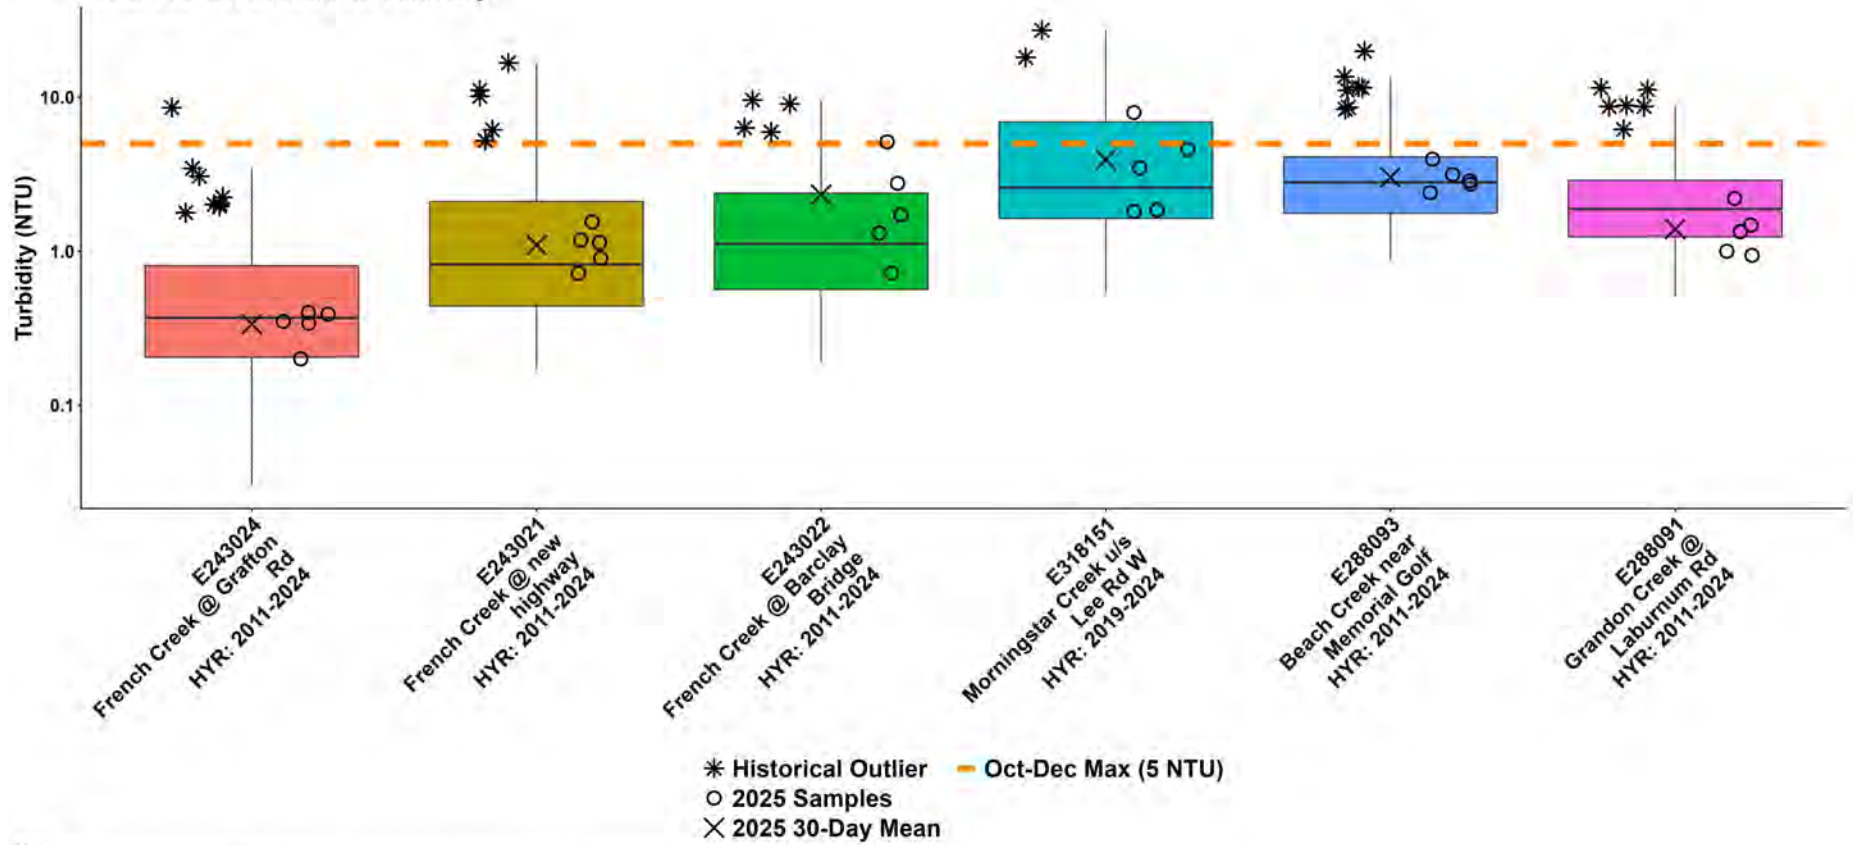 Turbidity (NTU)
10.0
1.0
0.1
E243024
French Creek @ Grafton
Rd
HYR: 2011-2024
E243021
French Creek @ new
highway
HYR: 2011-2024
E243022
French Creek @ Barclay
Bridge
HYR: 2011-2024
E318151
Morningstar Creek u/s
Lee Rd W
HYR: 2019-2024
E288093
Beach Creek near
Memorial Golf
HYR: 2011-2024
E288091
Grandon Creek @
Laburnum Rd
HYR: 2011-2024
Historical Outlier
Oct-Dec Max (5 NTU)
2025 Samples
2025 30-Day Mean